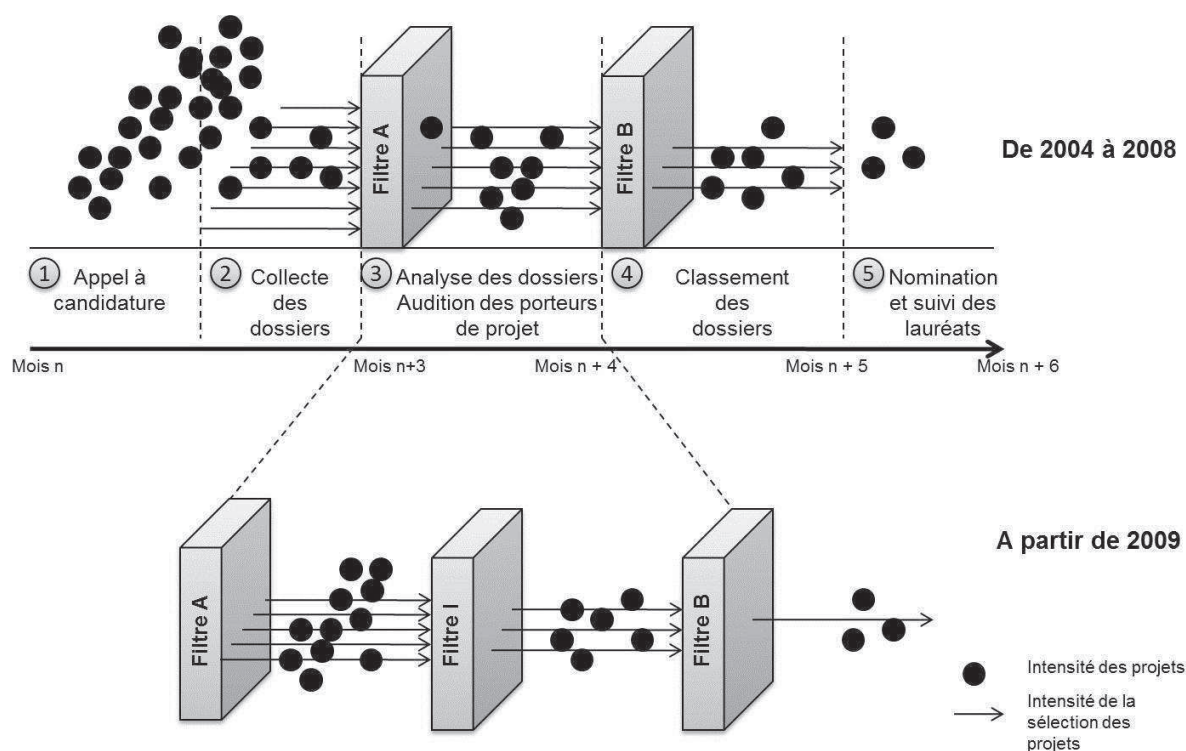 Filtre A
Filtre B
De 2004 à 2008
1 Appel à
candidature
2 Collecte
des
dossiers
3 Analyse des dossiers
Audition des porteurs
de projet
4 Classement
des
dossiers
5 Nomination
et suivi des
lauréats
Mois n
Mois n+3
Mois n + 4
Mois n + 5
Mois n + 6
A partir de 2009
Filtre A
Filtre I
Filtre B
Intensité des projets
Intensité de la
sélection des
projets